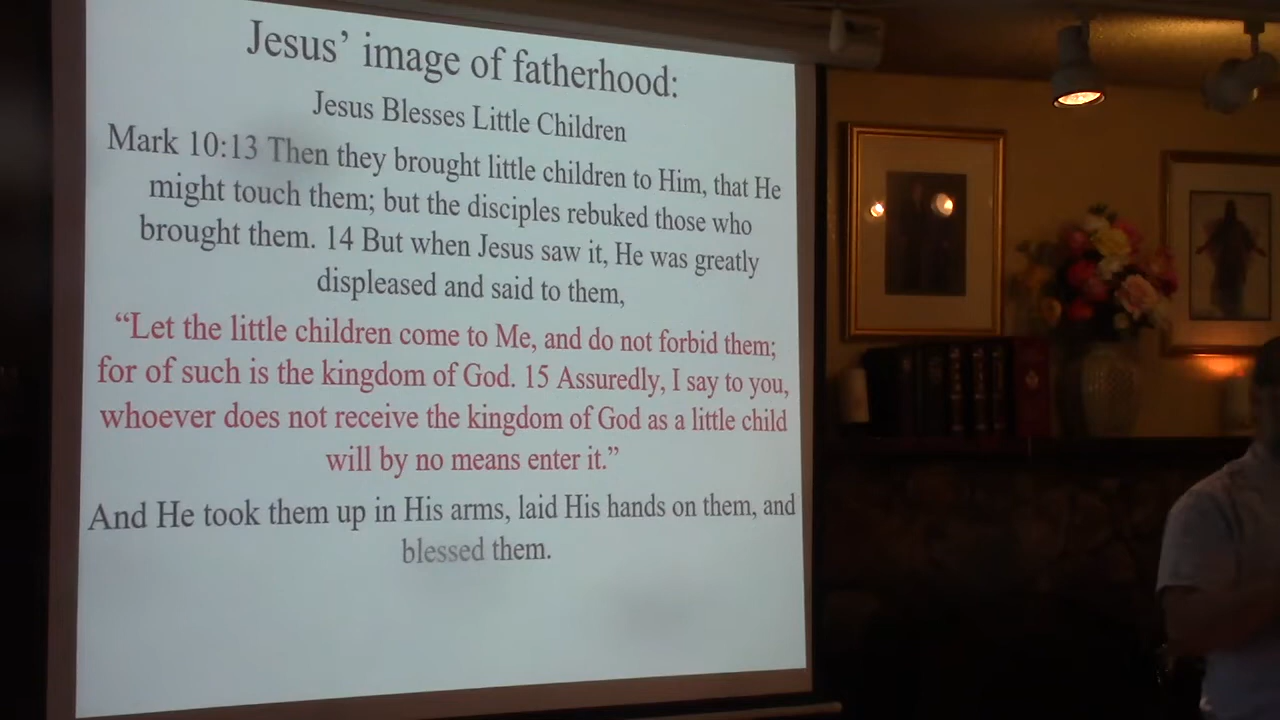 Jesus’ image of fatherhood:
Jesus Blesses Little Children
Mark 10:13 Then they brought little children to Him, that He
might touch them; but the disciples rebuked those who
brought them. 14 But when Jesus saw it, He was greatly
displeased and said to them,
“Let the little children come to Me, and do not forbid them;
for of such is the kingdom of God. 15 Assuredly, I say to you,
whoever does not receive the kingdom of God as a little child
will by no means enter it.”
And He took them up in His arms, laid His hands on them, and
blessed them.